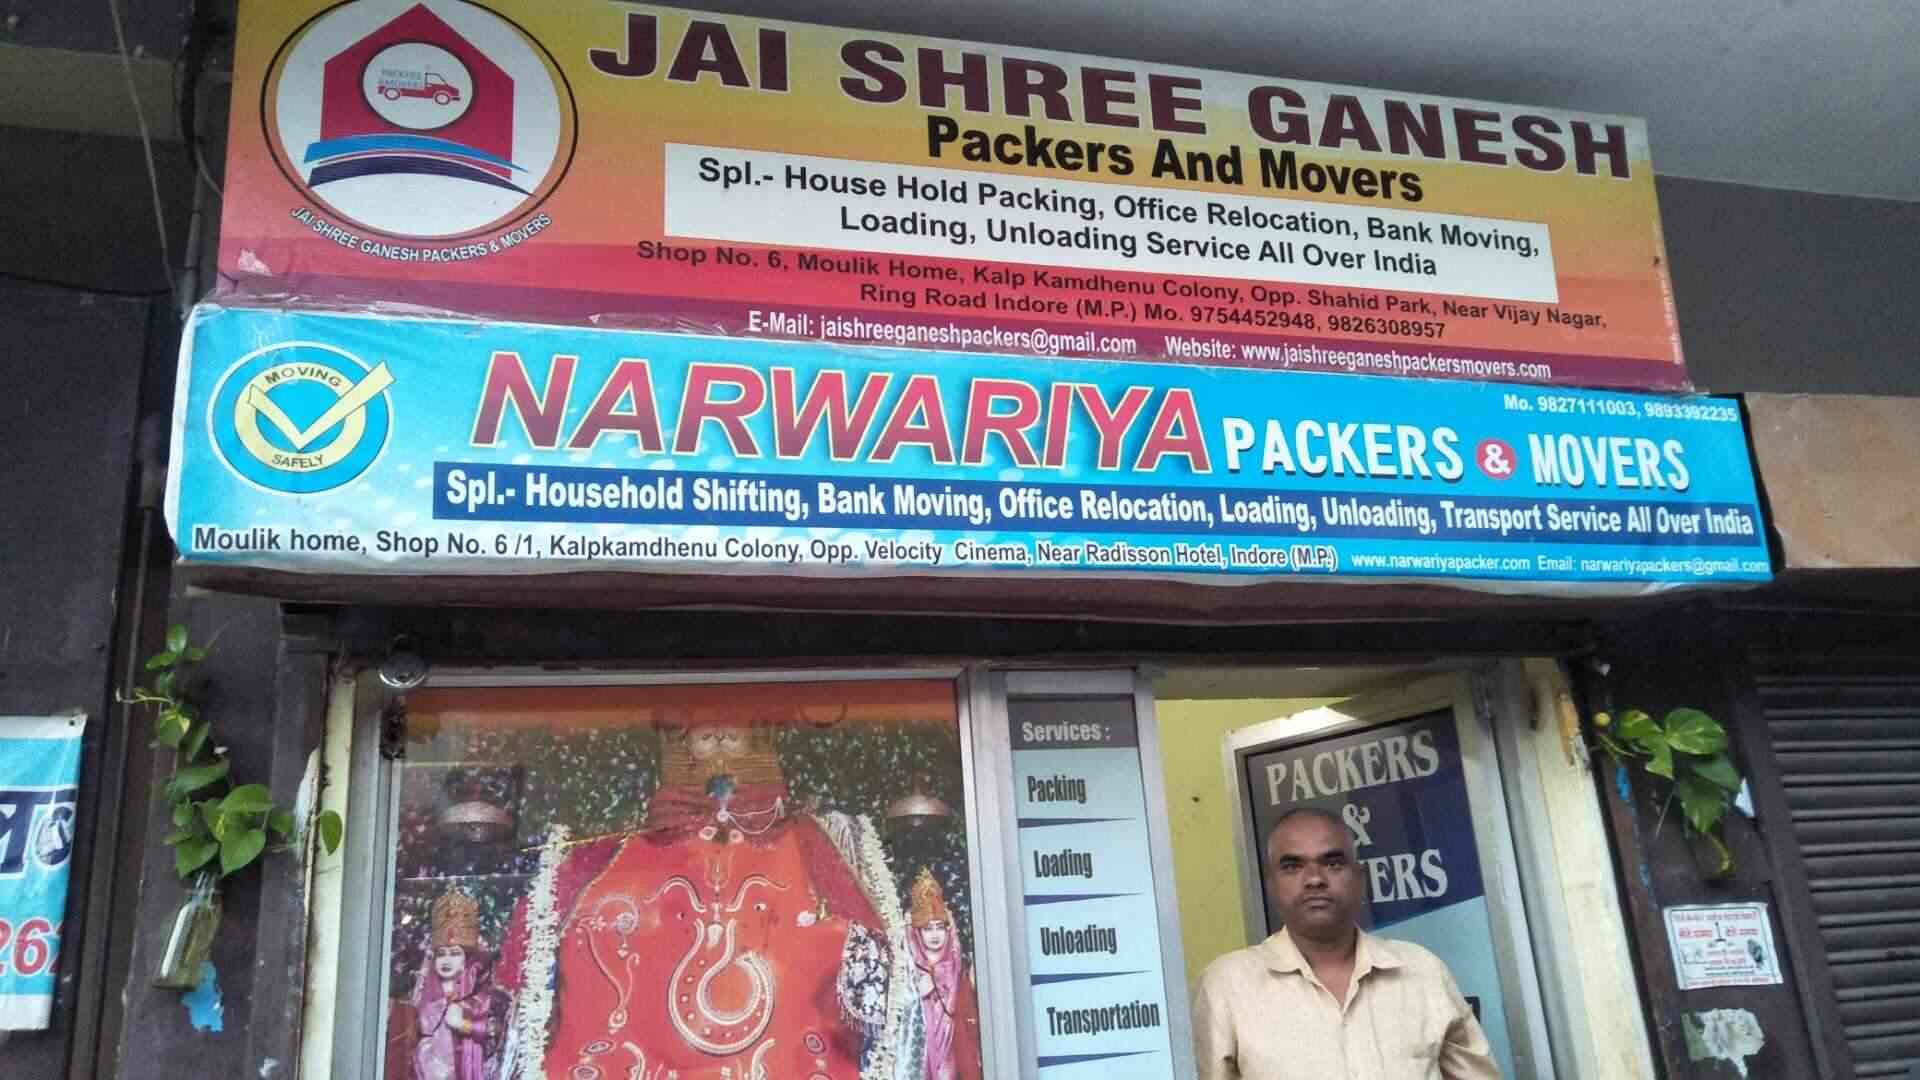 PACKERS
& MOVERS
JAI SHREE GANESH PACKERS & MOVERS
JAI SHREE GANESH
Packers And Movers
Spl.- House Hold Packing, Office Relocation, Bank Moving,
Loading, Unloading Service All Over India
Shop No. 6, Moulik Home, Kalp Kamdhenu Colony, Opp. Shahid Park, Near Vijay Nagar,
Ring Road Indore (M.P.) Mo. 9754452948, 9826308957
E-Mail: jaishreeganeshpackers@gmail.com Website: www.jaishreeganeshpackersmovers.com
MOVING
SAFELY
Mo. 9827111003, 9893392235
NARWARIYA PACKERS & MOVERS
Spl.- Household Shifting, Bank Moving, Office Relocation, Loading, Unloading, Transport Service All Over India
Moulik home, Shop No. 6 /1, Kalpkamdhenu Colony, Opp. Velocity Cinema, Near Radisson Hotel, Indore (M.P.) www.narwariyapacker.com Email: narwariyapackers@gmail.com
Services :
Packing
Loading
Unloading
Transportation
PACKERS
&
VERS
262